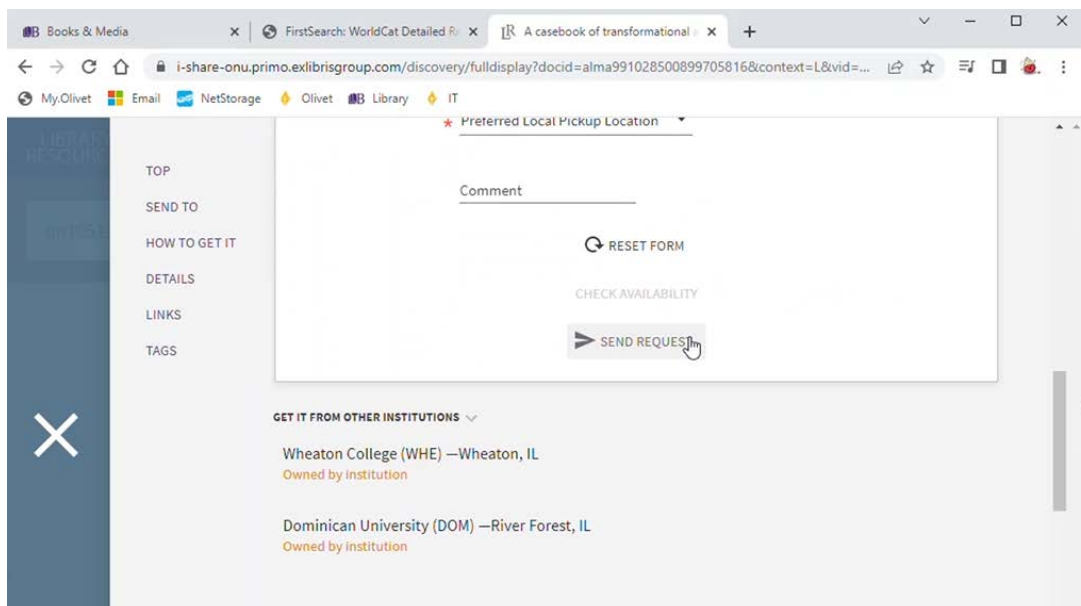 Books & Media
FirstSearch: WorldCat Detailed R
A casebook of transformational
i-share-onu.primo.exlibrisgroup.com/discovery/fulldisplay?docid=alma991028500899705816&context=L&vid=...
My.Olivet Email NetStorage Olivet Library IT
* Preferred Local Pickup Location
TOP
Comment
SEND TO
HOW TO GET IT
RESET FORM
DETAILS
CHECK AVAILABILITY
LINKS
SEND REQUEST
TAGS
GET IT FROM OTHER INSTITUTIONS
Wheaton College (WHE) —Wheaton, IL
Owned by institution
Dominican University (DOM) —River Forest, IL
Owned by institution